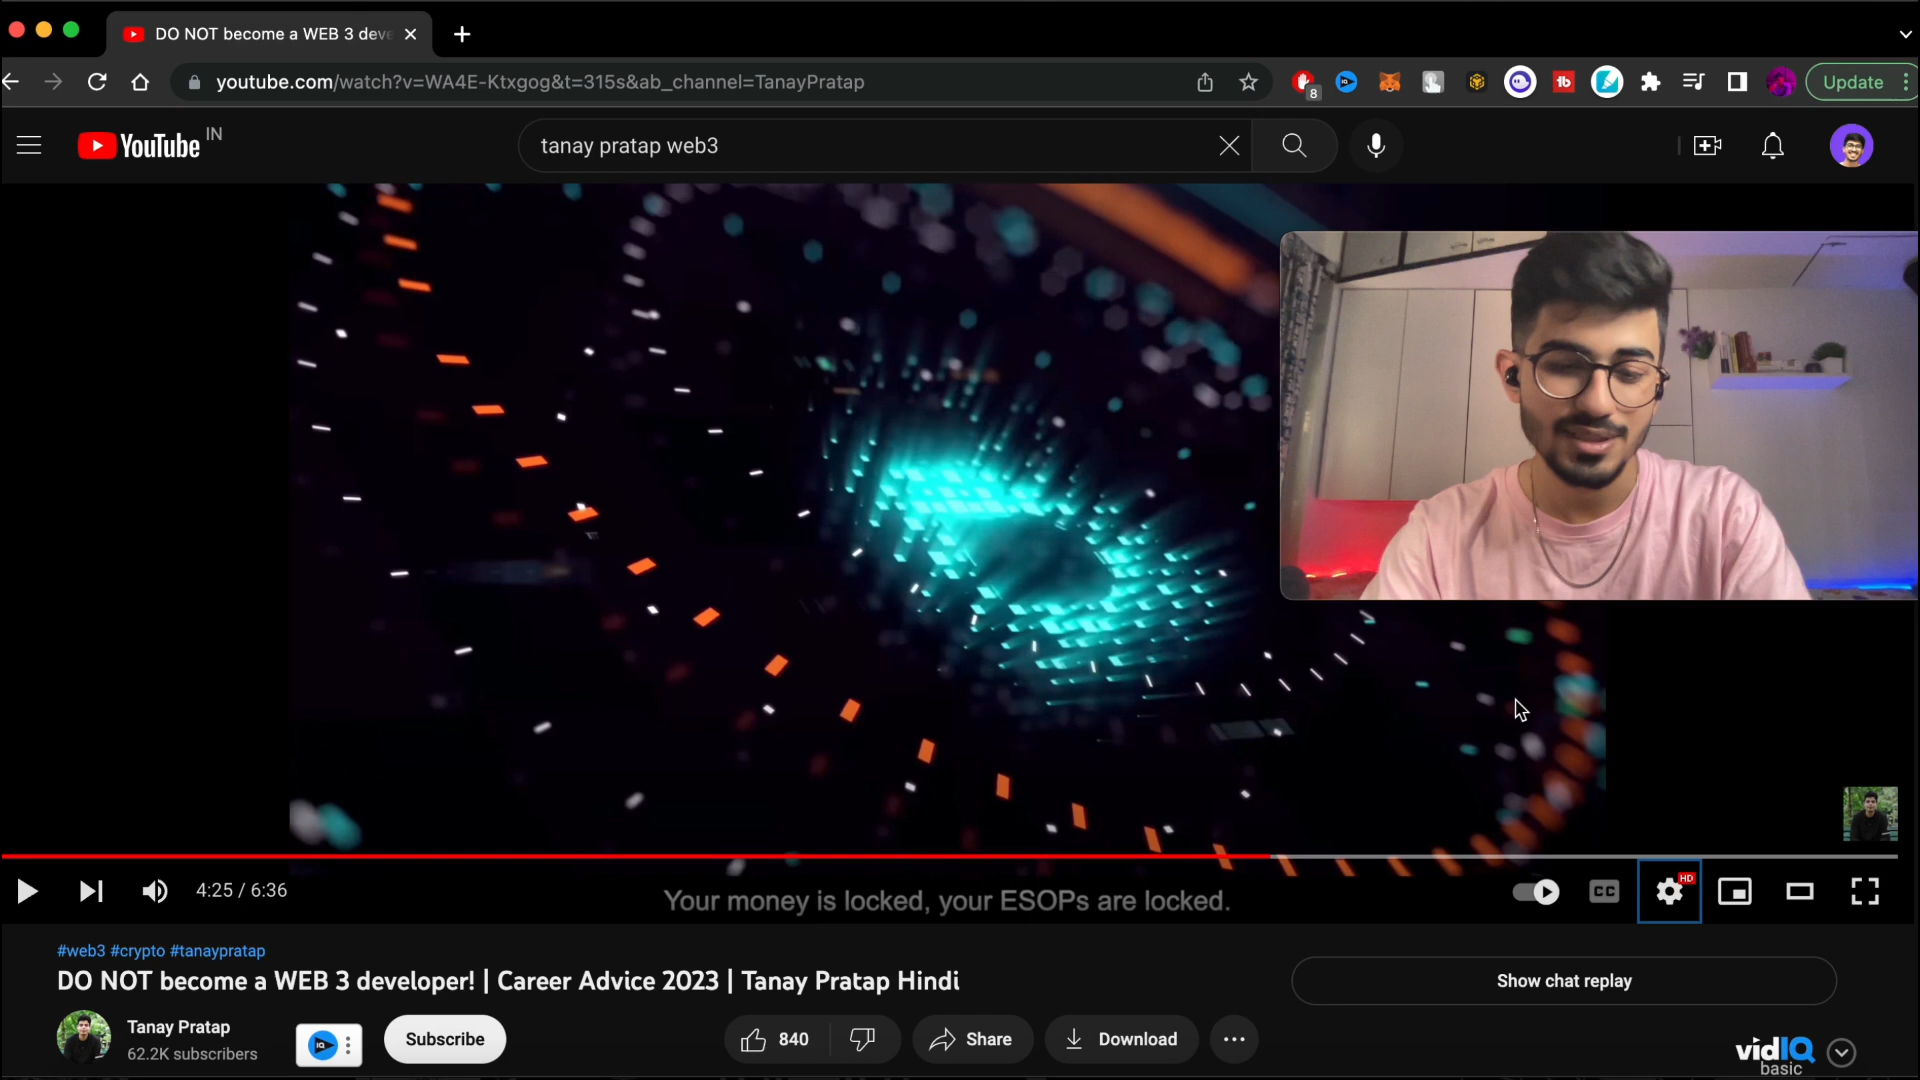 DO NOT become a WEB 3 deve
youtube.com/watch?v=WA4E-Ktxgog&t=315s&ab_channel=TanayPratap
8
tb
Update
YouTube IN
tanay pratap web3
4:25 / 6:36
Your money is locked, your ESOPs are locked.
CC
HD
#web3 #crypto #tanaypratap
DO NOT become a WEB 3 developer! | Career Advice 2023 | Tanay Pratap Hindi
Show chat replay
Tanay Pratap
62.2K subscribers
IQ
Subscribe
840
Share
Download
vidIQ
basic